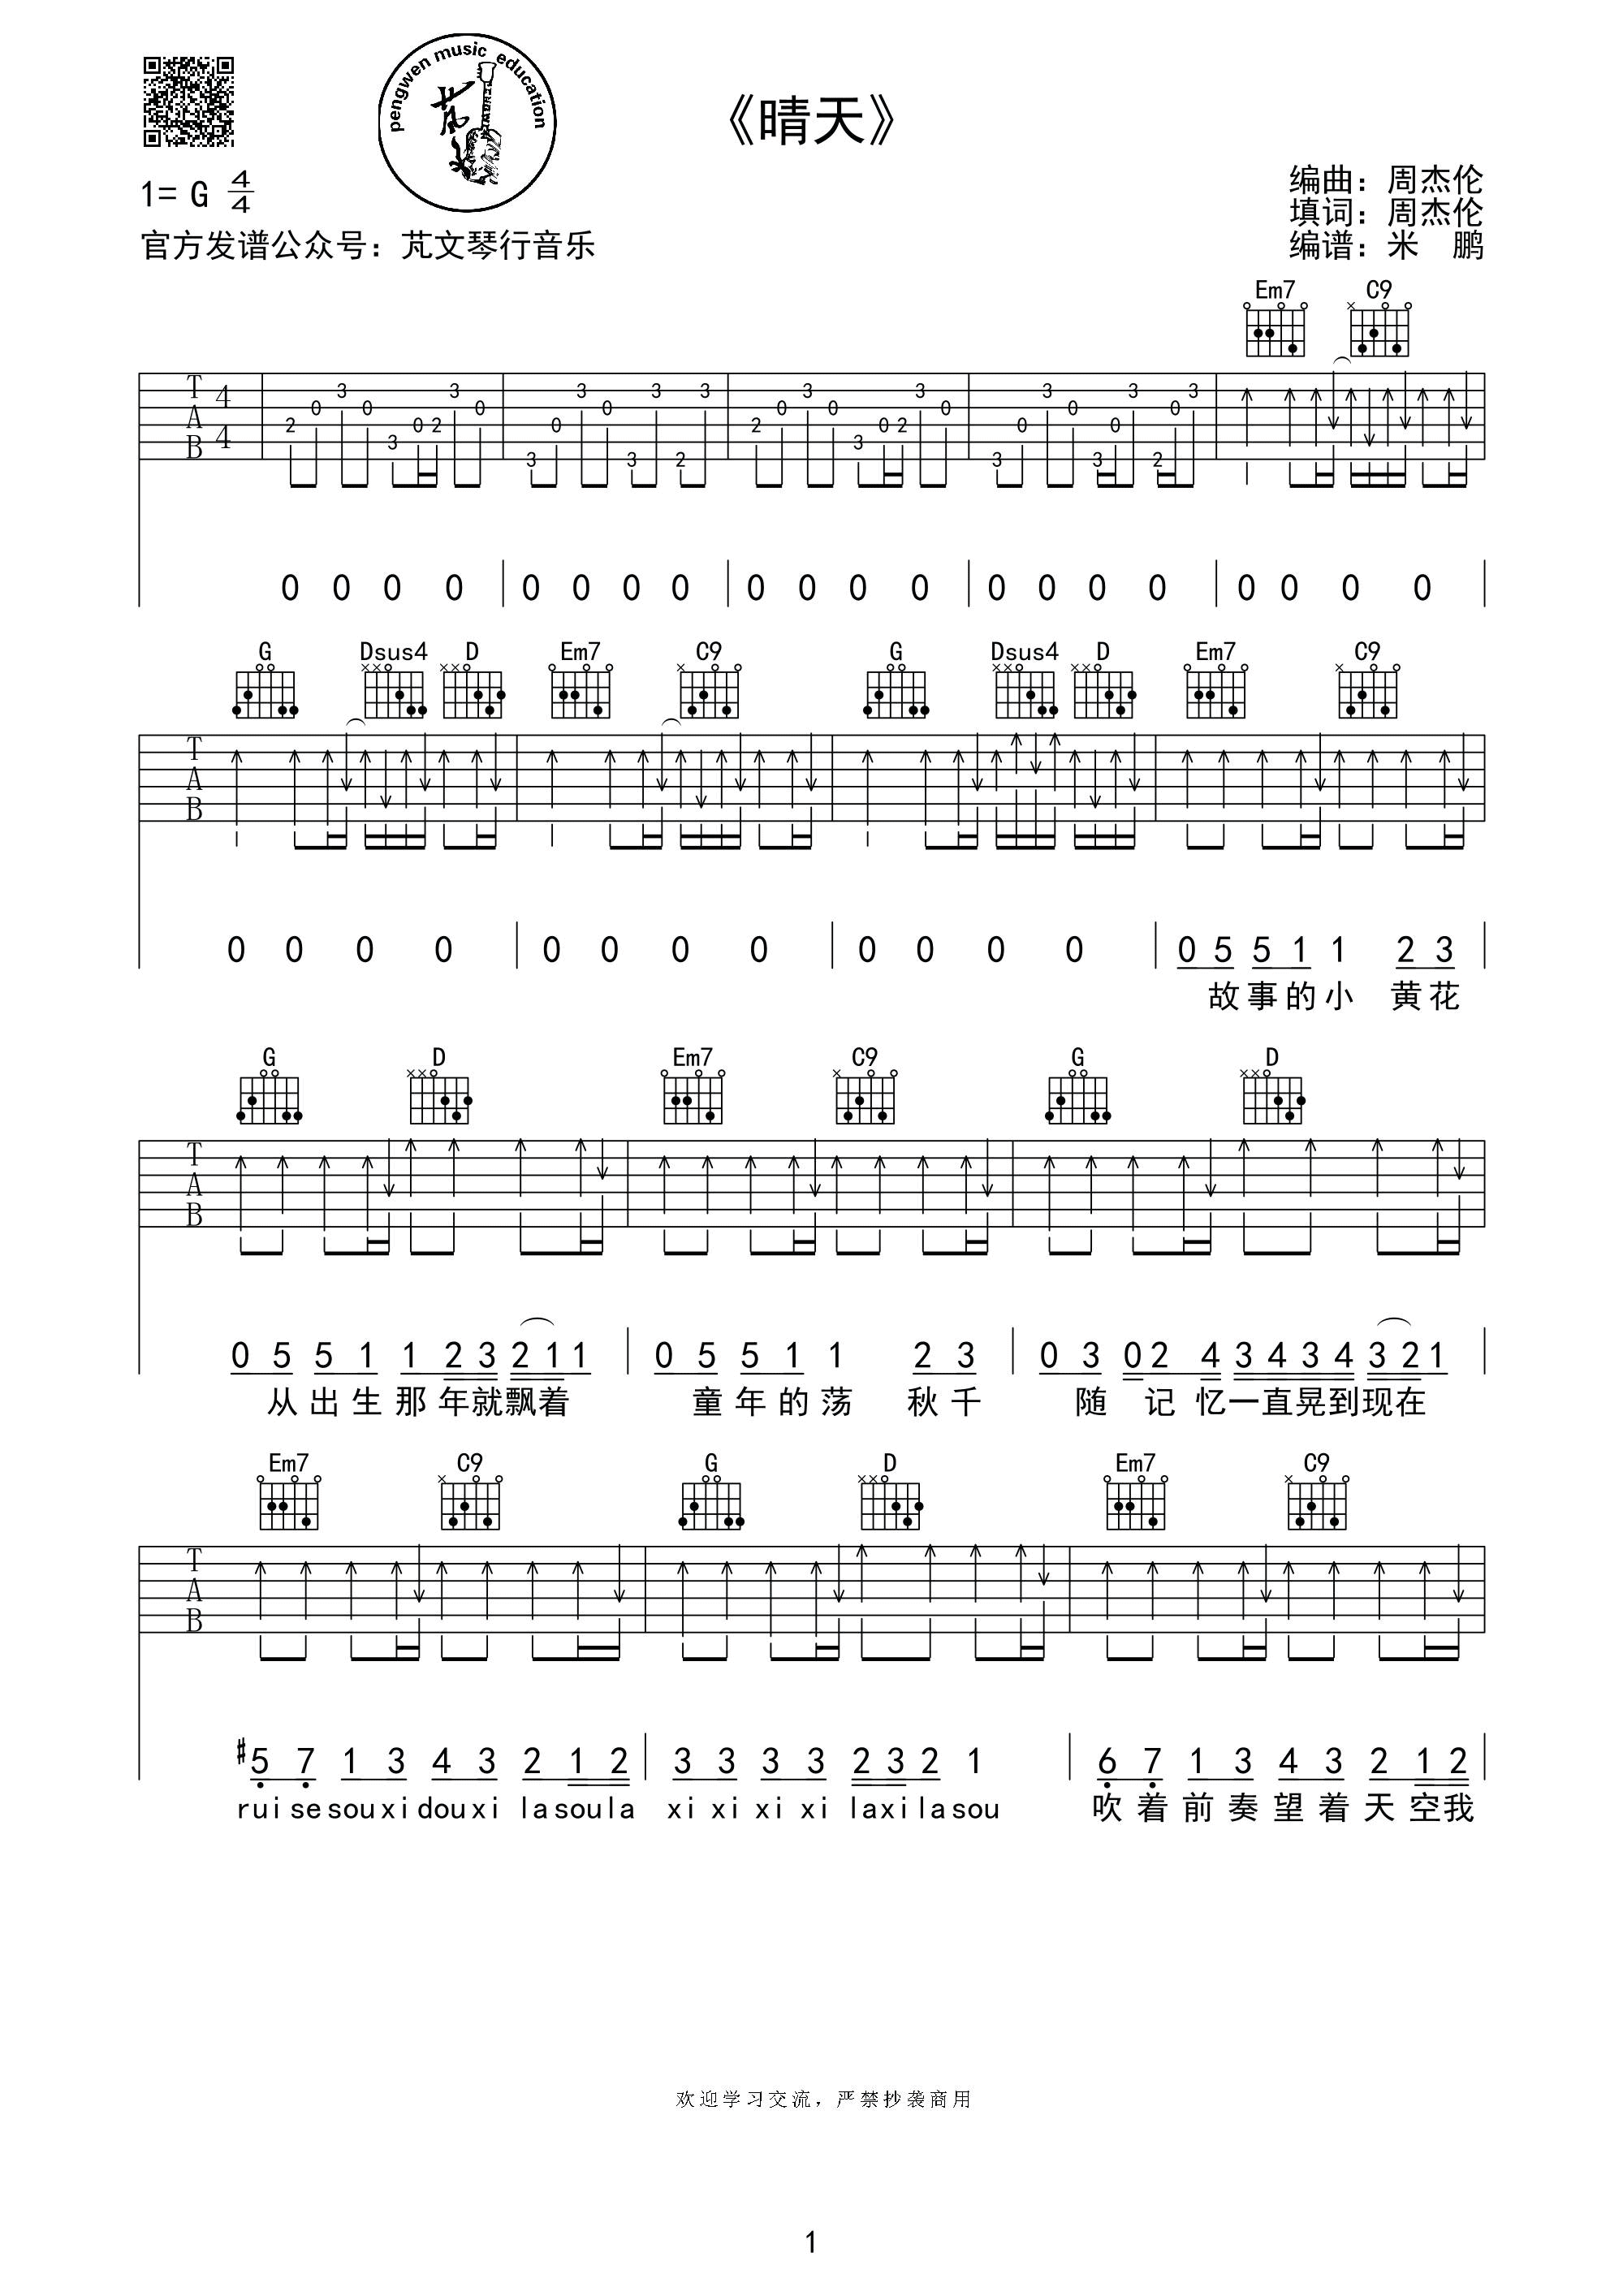 pengwen music education
《晴天》
1= G 4/4
编曲：周杰伦
填词：周杰伦
官方发谱公众号：芃文琴行音乐
编谱：米 鹏
Em7 C9
T A B 4 4
2 0 3 0 3 0 2 3 0 3 0 3 0 3 3 2 3 2 0 3 0 3 0 2 3 0 3 0 3 0 3 0 3 2 0 3
0 0 0 0 0 0 0 0 0 0 0 0 0 0 0 0 0 0 0 0
G Dsus4 D Em7 C9 G Dsus4 D Em7 C9
T A B
0 0 0 0 0 0 0 0 0 0 0 0 0 5 5 1 1 2 3
故事的小 黄花
G D Em7 C9 G D
T A B
0 5 5 1 1 2 3 2 1 1 0 5 5 1 1 2 3 0 3 0 2 4 3 4 3 4 3 2 1
从出生那年就飘着 童年的荡 秋千 随 记忆一直晃到现在
Em7 C9 G D Em7 C9
T A B
#5 7 1 3 4 3 2 1 2 3 3 3 3 2 3 2 1 6 7 1 3 4 3 2 1 2
rui se sou xi dou xi la sou la xi xi xi xi la xi la sou 吹着前奏望着天空我
欢迎学习交流，严禁抄袭商用
1